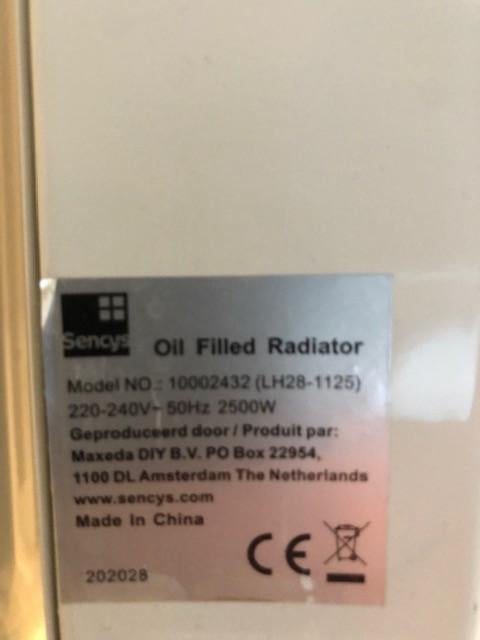 Sencys
Oil Filled Radiator
Model NO.: 10002432 (LH28-1125)
220-240V~ 50Hz 2500W
Geproduceerd door / Produit par:
Maxeda DIY B.V. PO Box 22954,
1100 DL Amsterdam The Netherlands
www.sencys.com
Made In China
CE
202028